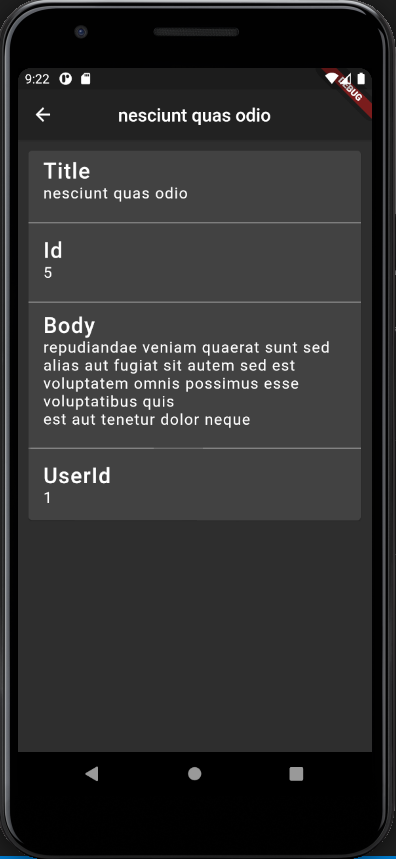 9:22
DEBUG
nesciunt quas odio
Title
nesciunt quas odio
Id
5
Body
repudiandae veniam quaerat sunt sed
alias aut fugiat sit autem sed est
voluptatem omnis possimus esse
voluptatibus quis
est aut tenetur dolor neque
UserId
1